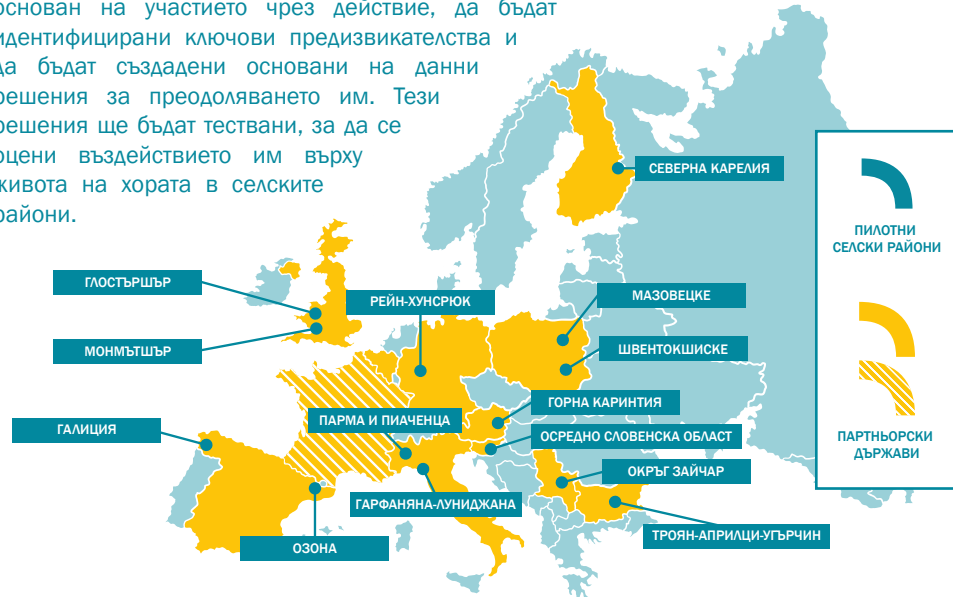 основан на участието чрез действие, да бъдат
идентифицирани ключови предизвикателства и
да бъдат създадени основани на данни
решения за преодоляването им. Тези
решения ще бъдат тествани, за да се
оцени въздействието им върху
живота на хората в селските
райони.
СЕВЕРНА КАРЕЛИЯ
ПИЛОТНИ
СЕЛСКИ РАЙОНИ
ГЛОСТЪРШЪР
РЕЙН-ХУНСРЮК
МАЗОВЕЦКЕ
МОНМЪТШЪР
ШВЕНТОКШИСКЕ
ГОРНА КАРИНТИЯ
ГАЛИЦИЯ
ПАРМА И ПИАЧЕНЦА
ОСРЕДНО СЛОВЕНСКА ОБЛАСТ
ПАРТНЬОРСКИ
ДЪРЖАВИ
ОКРЪГ ЗАЙЧАР
ГАРФАНЯНА-ЛУНИДЖАНА
ТРОЯН-АПРИЛЦИ-УГЪРЧИН
ОЗОНА